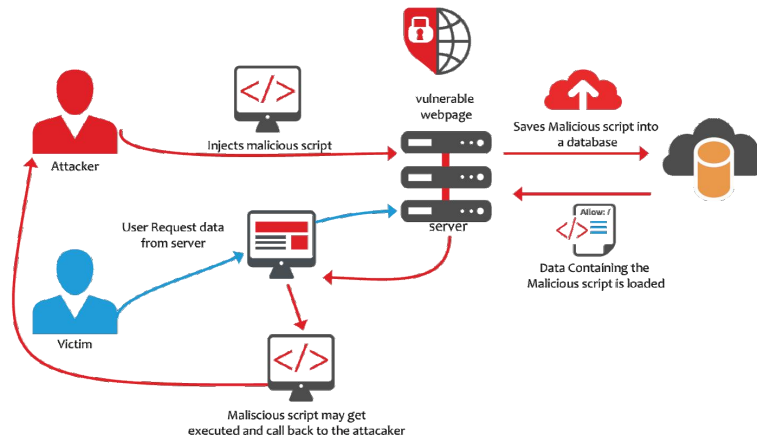 vulnerable
webpage
</>
Injects malicious script
Attacker
Saves Malicious script into
a database
User Request data
from server
server
Allow: /
</>
Data Containing the
Malicious script is loaded
Victim
</>
Maliscious script may get
executed and call back to the attacaker